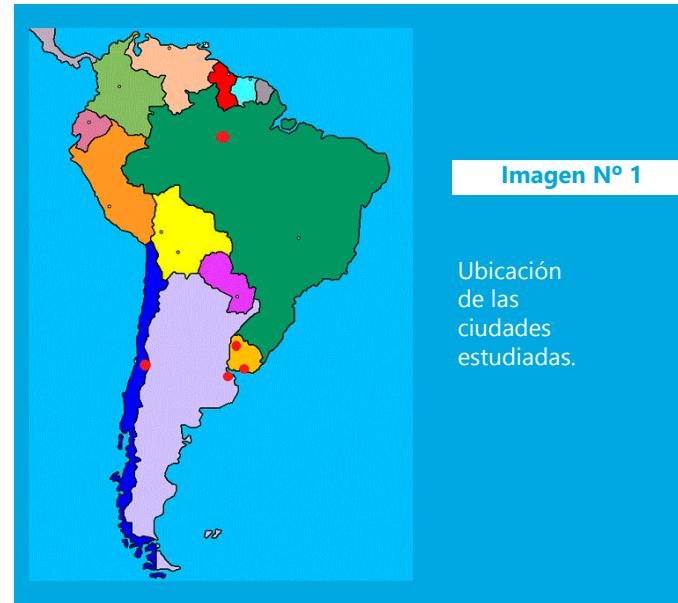 Imagen Nº 1
Ubicación
de las
ciudades
estudiadas.